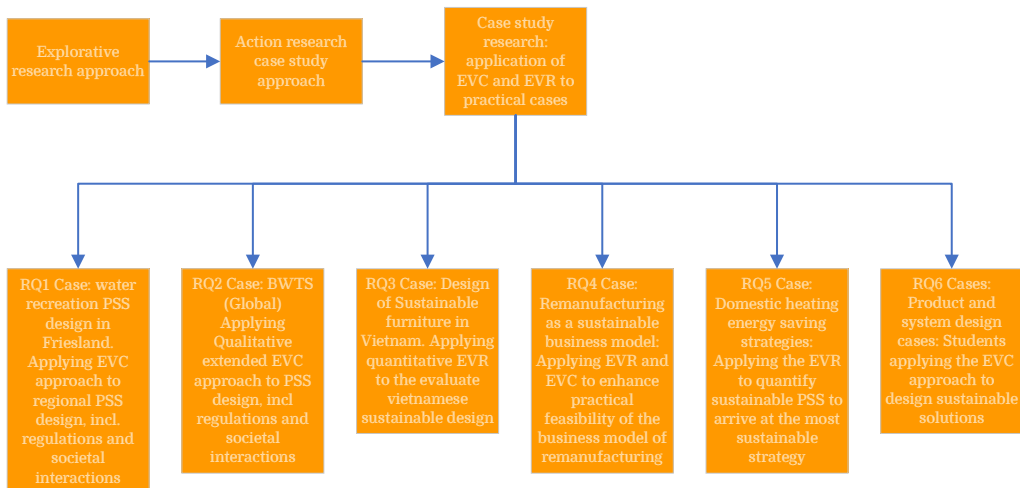 Explorative
research approach
Action research
case study
approach
Case study
research:
application of
EVC and EVR to
practical cases
RQ1 Case: water
recreation PSS
design in
Friesland.
Applying EVC
approach to
regional PSS
design, incl.
regulations and
societal
interactions
RQ2 Case: BWTS
(Global)
Applying
Qualitative
extended EVC
approach to PSS
design, incl
regulations and
societal
interactions
RQ3 Case: Design
of Sustainable
furniture in
Vietnam. Applying
quantitative EVR
to the evaluate
vietnamese
sustainable design
RQ4 Case:
Remanufacturing
as a sustainable
business model:
Applying EVR and
EVC to enhance
practical
feasibility of the
business model of
remanufacturing
RQ5 Case:
Domestic heating
energy saving
strategies:
Applying the EVR
to quantify
sustainable PSS to
arrive at the most
sustainable
strategy
RQ6 Cases:
Product and
system design
cases: Students
applying the EVC
approach to
design sustainable
solutions